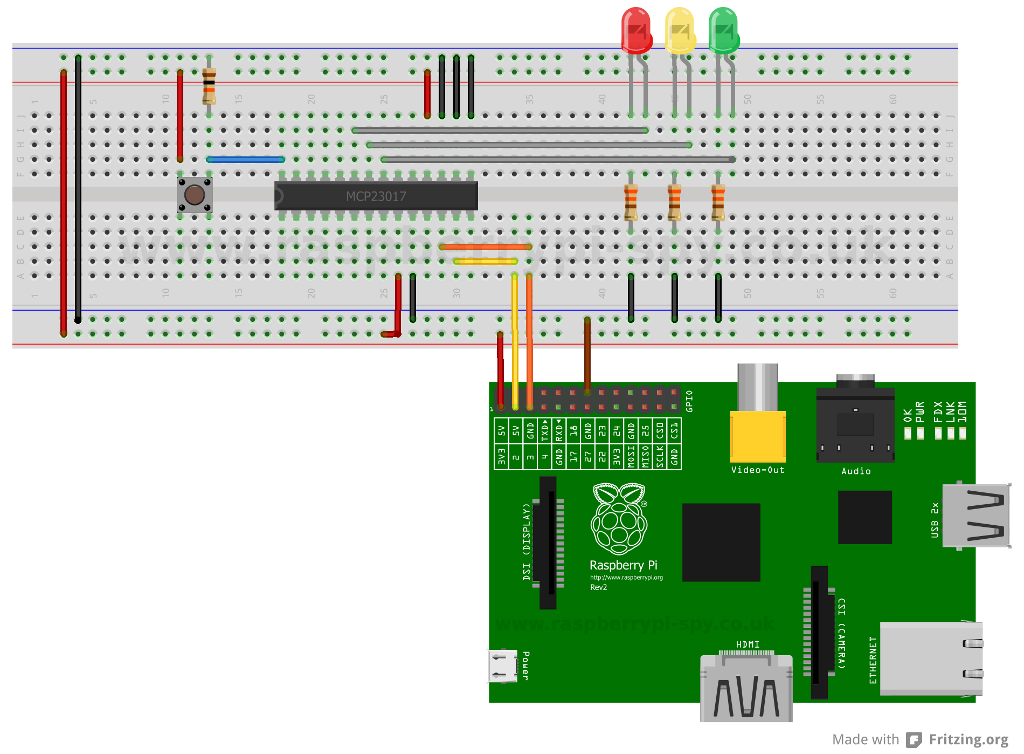 1 5 10 15 20 25 30 35 40 45 50 55 60
J
I
H
G
F
MCP23017
E
D
C
B
A
www.raspberrypi-spy.co.uk
1 5 10 15 20 25 30 35 40 45 50 55 60
1
GPIO
5V 5V GND TXD RXD 18 GND 23 24 GND 25 CS0 CS1
3V3 2 3 4 GND 17 27 22 3V3 MOSI MISO SCLK GND
OK
PWR
FDX
LNK
10M
Video-Out
Audio
USB 2x
DSI (DISPLAY)
®
Raspberry Pi
http://www.raspberrypi.org
Rev2
CSI (CAMERA)
www.raspberrypi-spy.co.uk
HDMI
ETHERNET
Power
Made with Fritzing.org